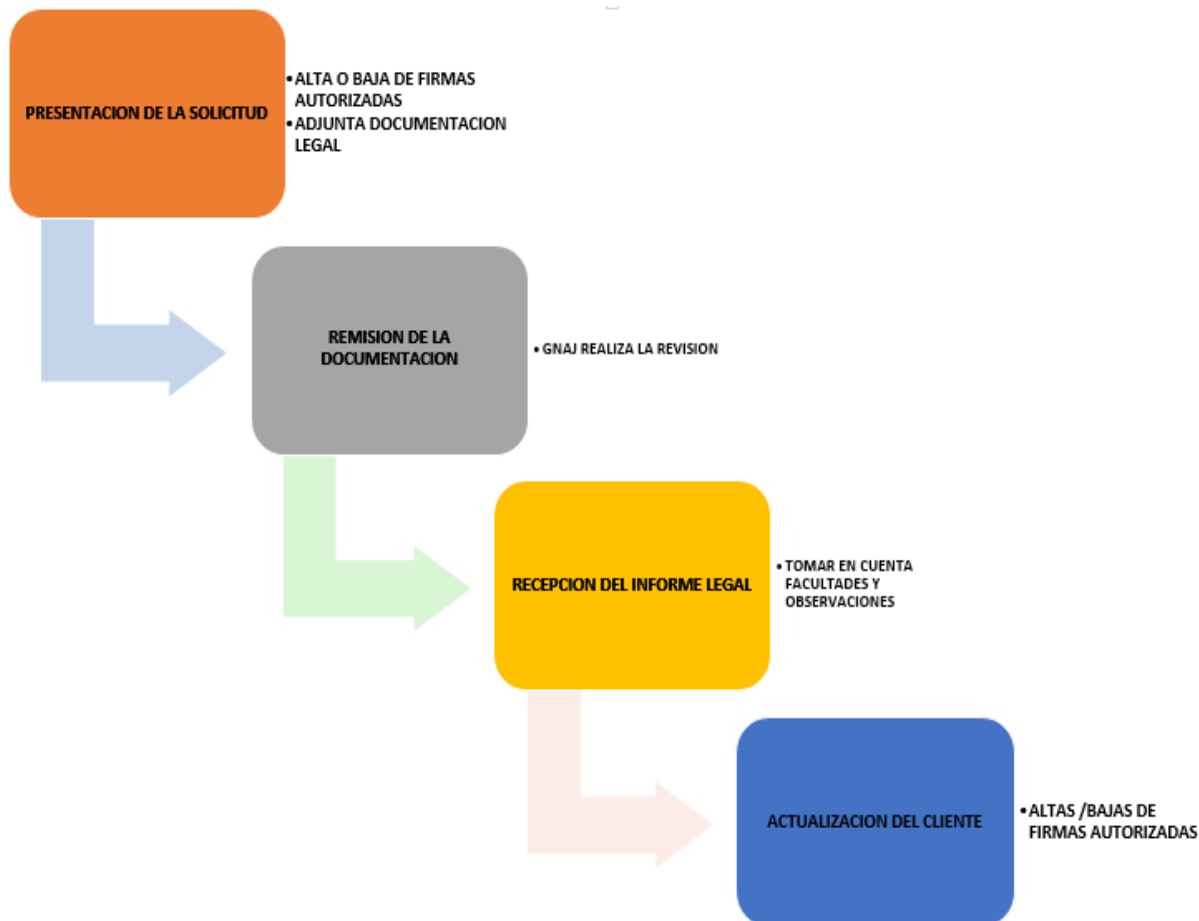 PRESENTACION DE LA SOLICITUD
•ALTA O BAJA DE FIRMAS
AUTORIZADAS
•ADJUNTA DOCUMENTACION
LEGAL
REMISION DE LA
DOCUMENTACION
• GNAJ REALIZA LA REVISION
RECEPCION DEL INFORME LEGAL
• TOMAR EN CUENTA
FACULTADES Y
OBSERVACIONES
ACTUALIZACION DEL CLIENTE
•ALTAS /BAJAS DE
FIRMAS AUTORIZADAS